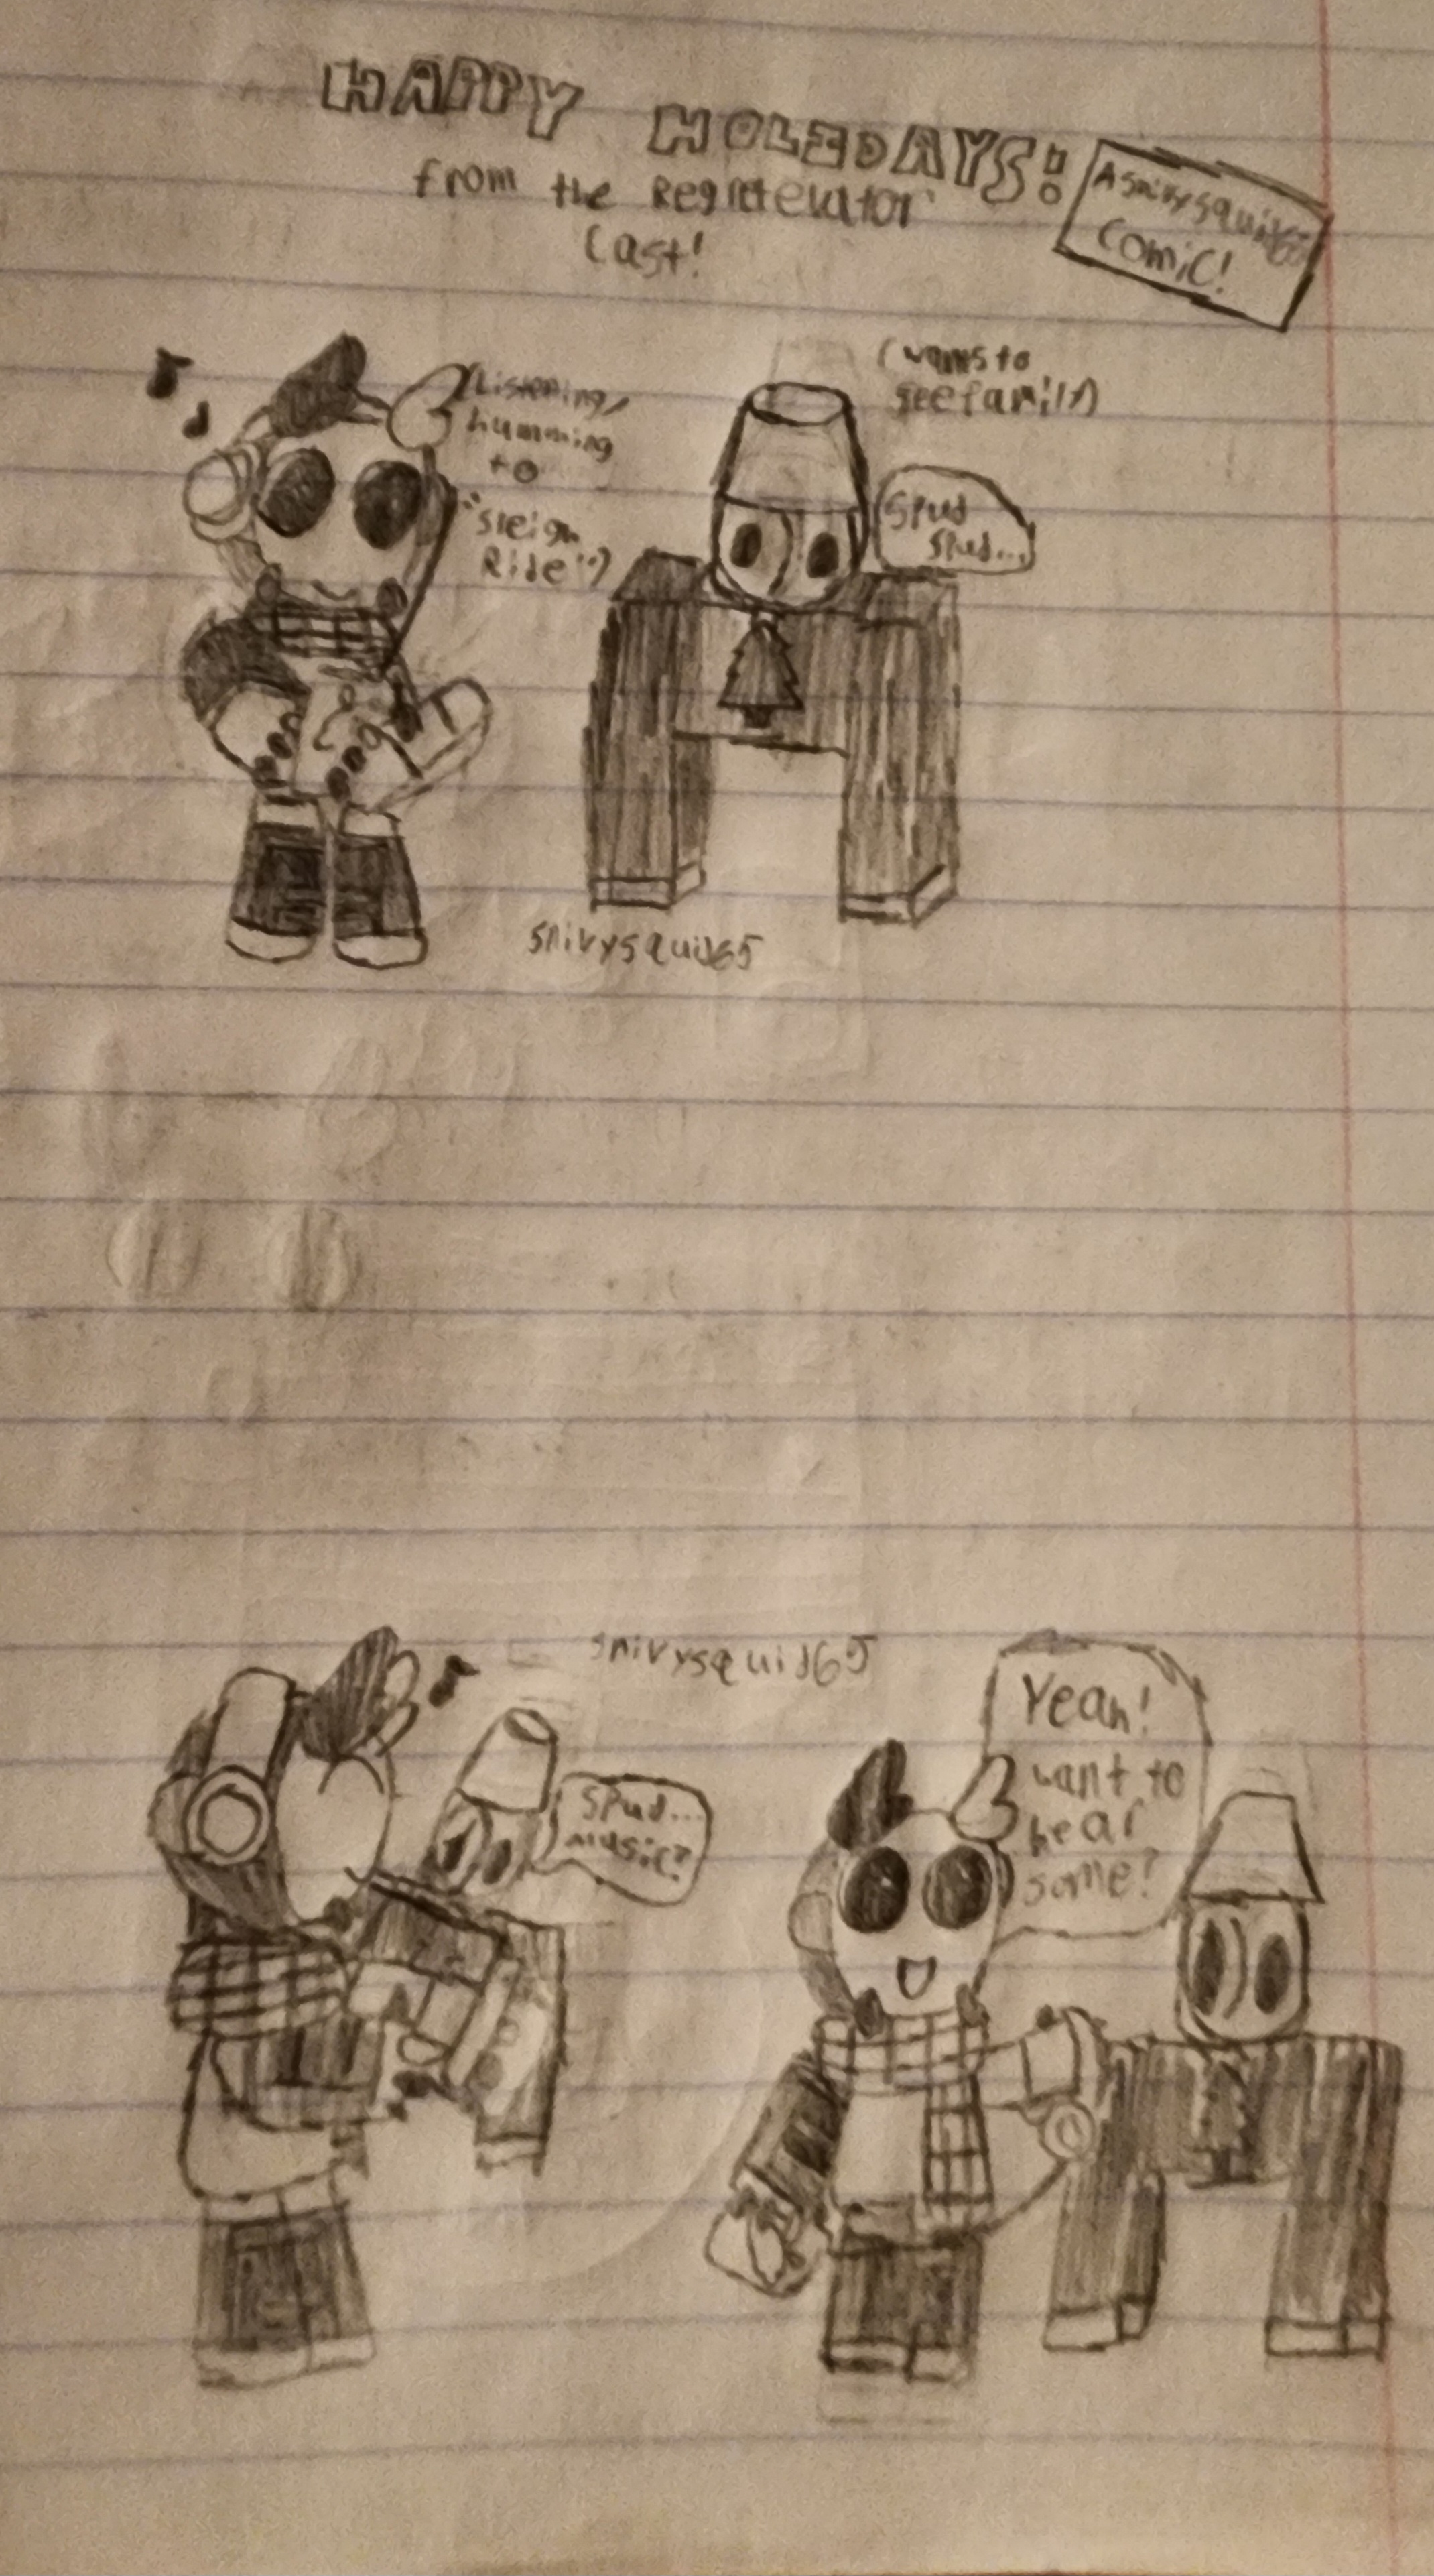 HAPPY HOLEDAYS!
from the Regretevator
Cast!
A snivysquid65
comic!
(Listening/
humming
to
"Sleigh
Ride")
(wants to
see family)
Spud
Spud...
snivysquid65
snivysquid65
Spud...
music?
Yeah!
want to
hear
some?